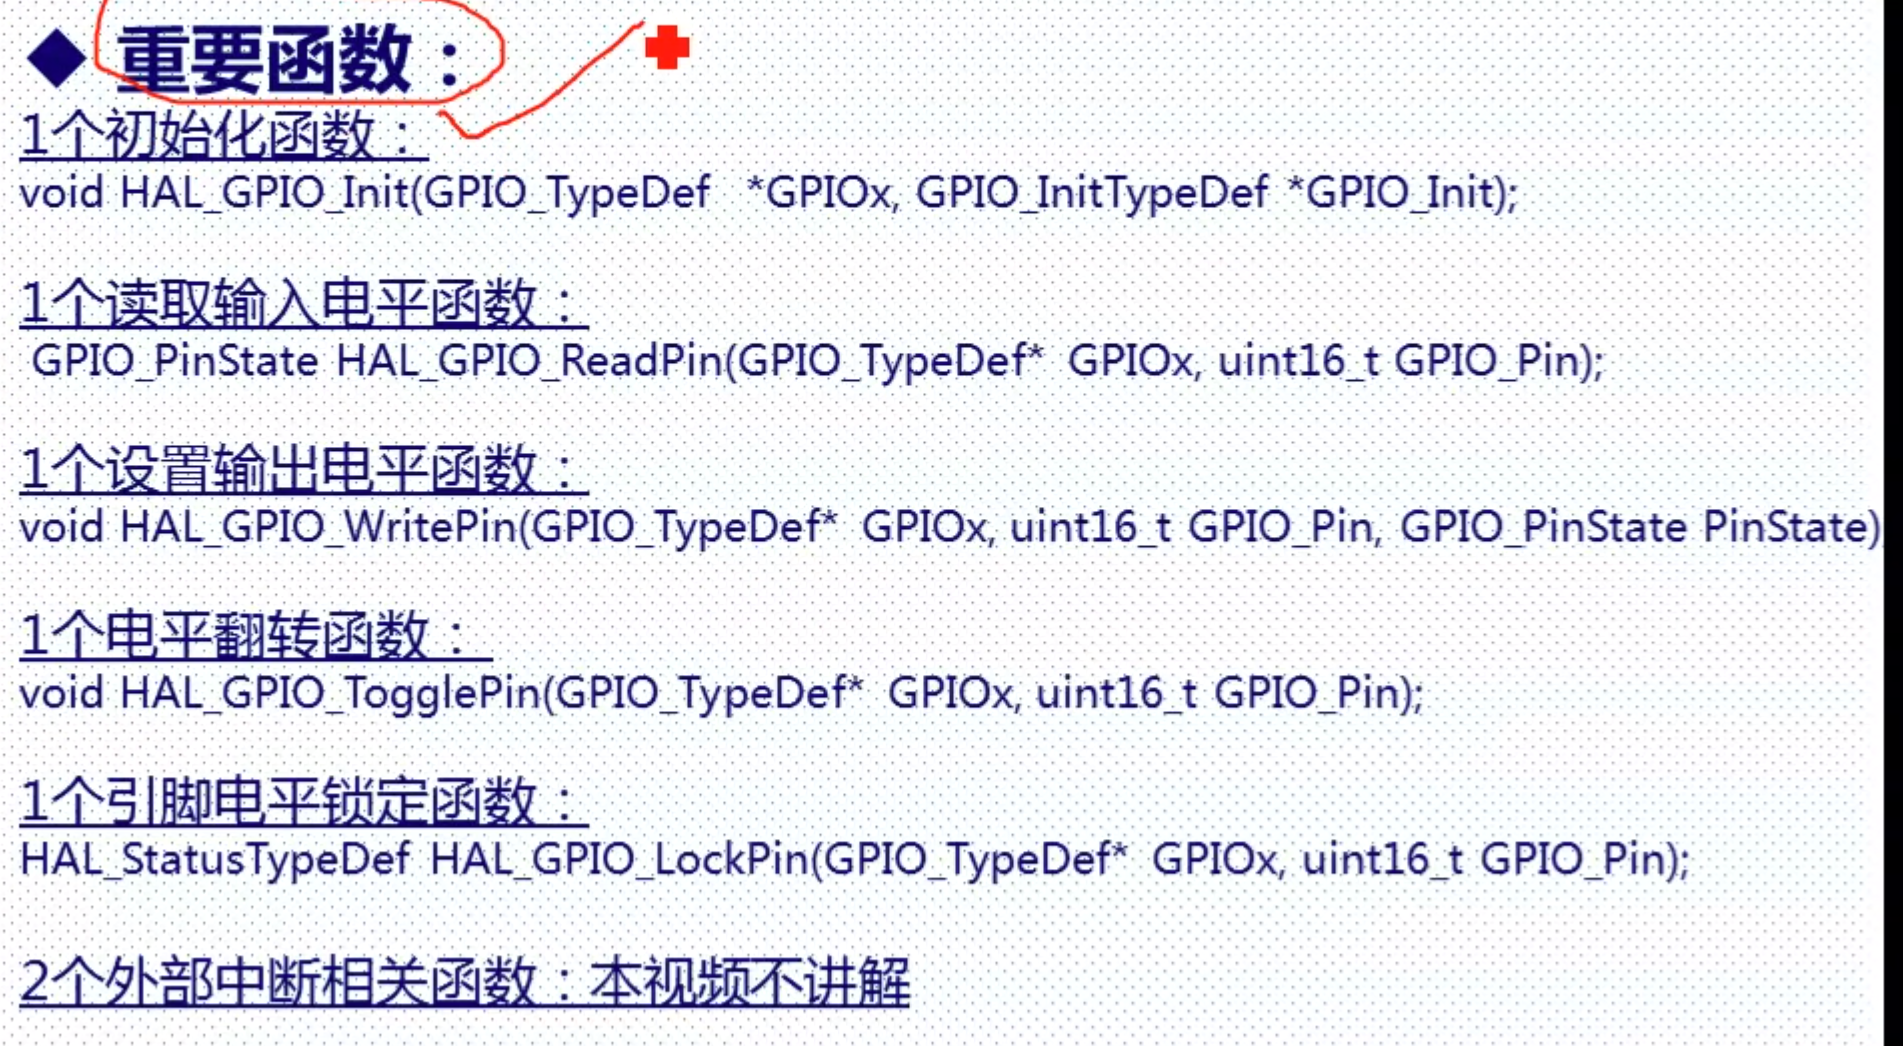 ◆ 重要函数：
1个初始化函数：
void HAL_GPIO_Init(GPIO_TypeDef  *GPIOx, GPIO_InitTypeDef *GPIO_Init);
1个读取输入电平函数：
GPIO_PinState HAL_GPIO_ReadPin(GPIO_TypeDef*  GPIOx, uint16_t GPIO_Pin);
1个设置输出电平函数：
void HAL_GPIO_WritePin(GPIO_TypeDef*  GPIOx, uint16_t GPIO_Pin, GPIO_PinState PinState)
1个电平翻转函数：
void HAL_GPIO_TogglePin(GPIO_TypeDef*  GPIOx, uint16_t GPIO_Pin);
1个引脚电平锁定函数：
HAL_StatusTypeDef HAL_GPIO_LockPin(GPIO_TypeDef*  GPIOx, uint16_t GPIO_Pin);
2个外部中断相关函数：本视频不讲解